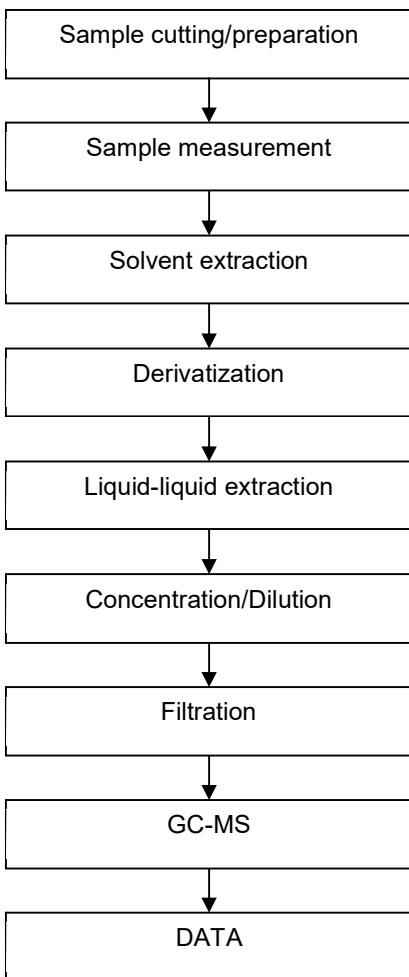 Sample cutting/preparation
Sample measurement
Solvent extraction
Derivatization
Liquid-liquid extraction
Concentration/Dilution
Filtration
GC-MS
DATA